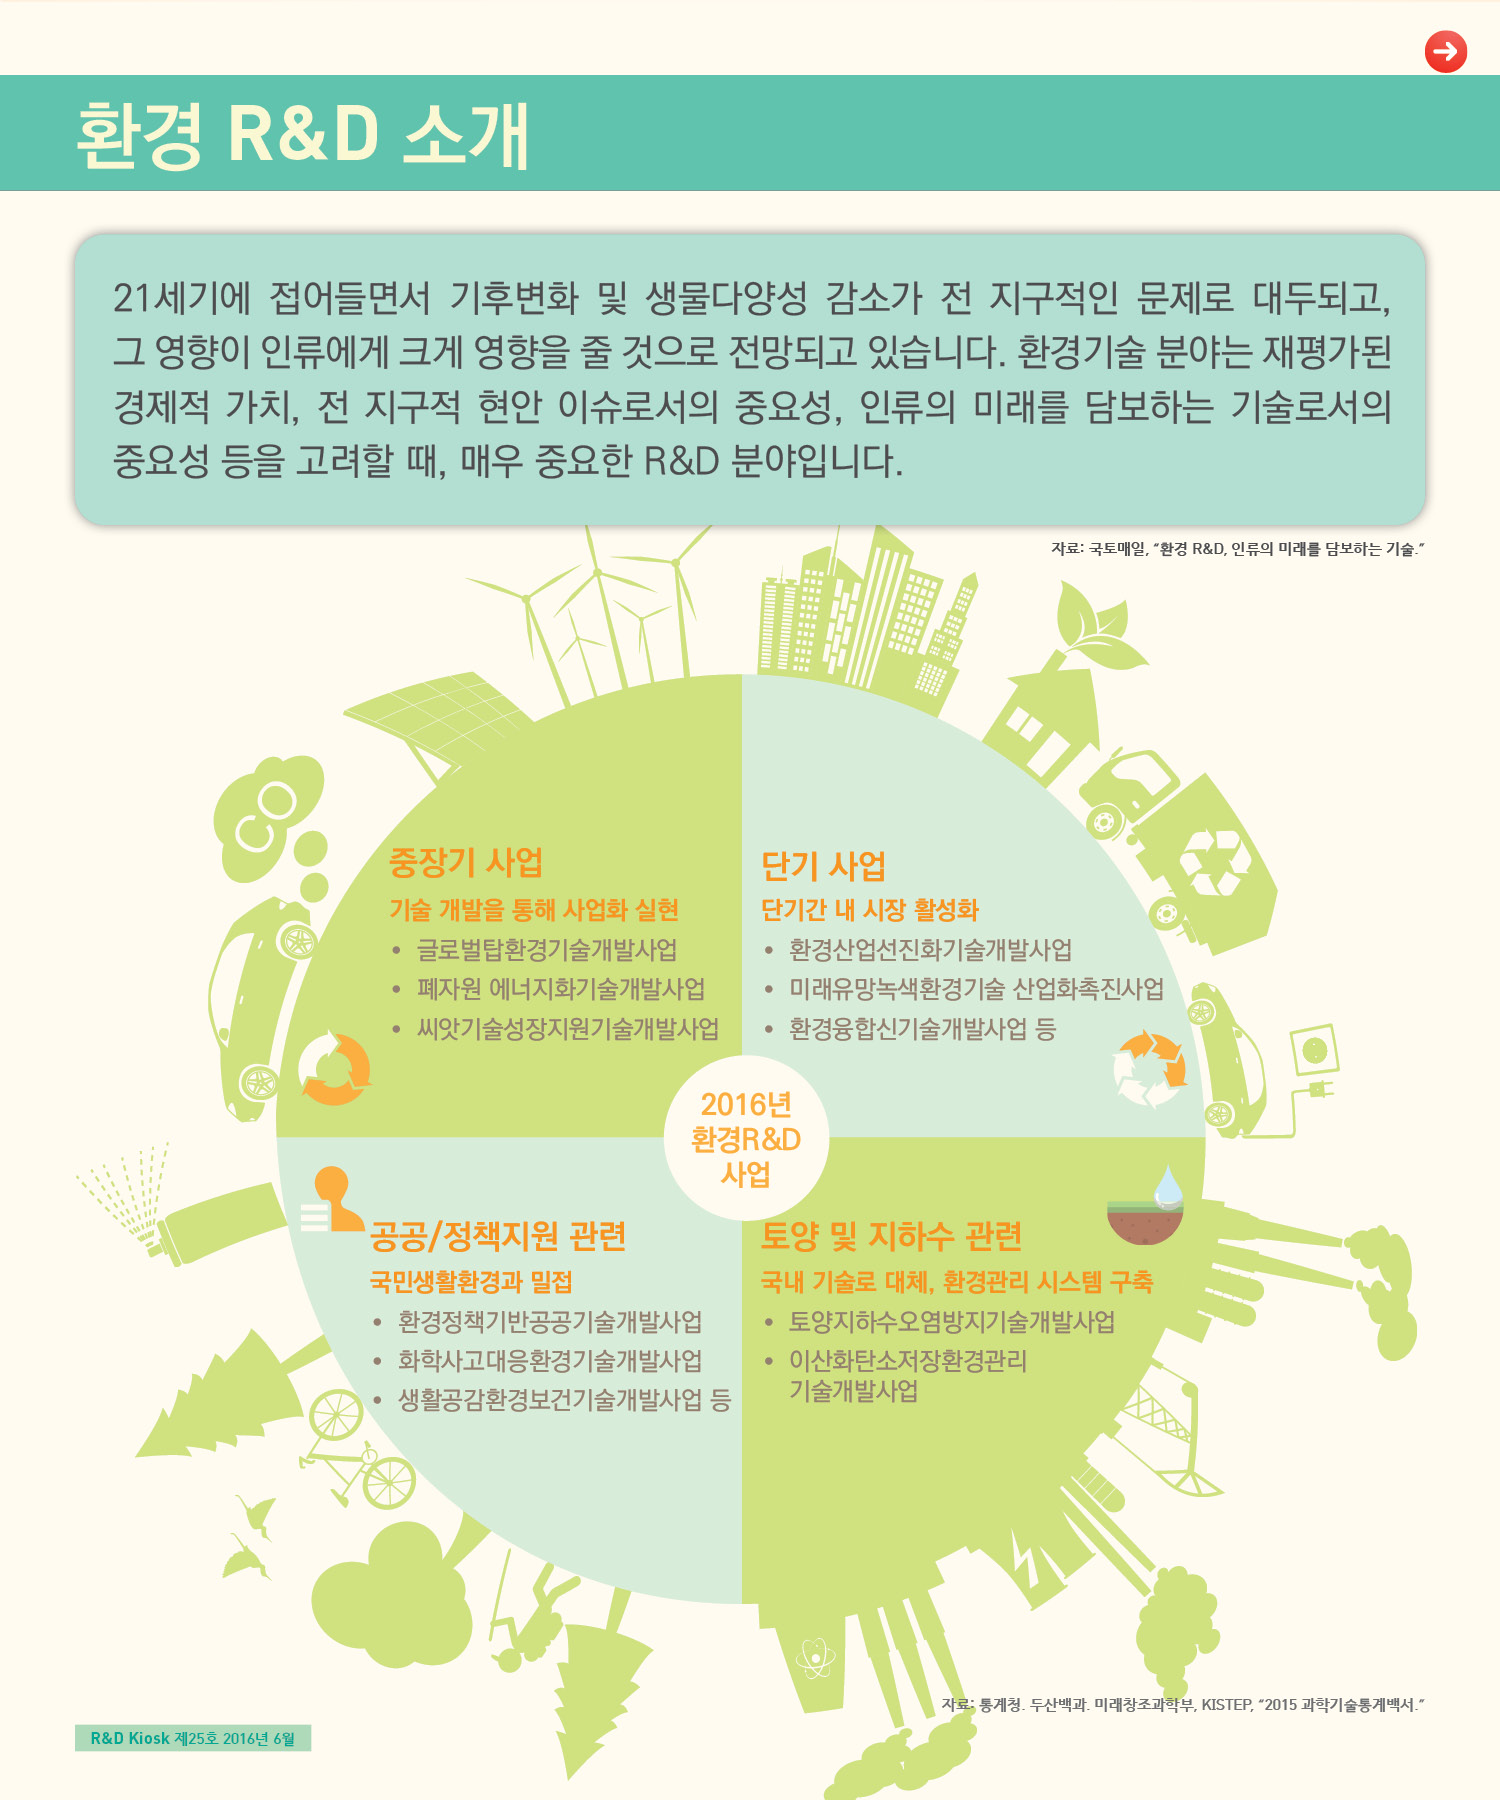 환경 R&D 소개
21세기에 접어들면서 기후변화 및 생물다양성 감소가 전 지구적인 문제로 대두되고,
그 영향이 인류에게 크게 영향을 줄 것으로 전망되고 있습니다. 환경기술 분야는 재평가된
경제적 가치, 전 지구적 현안 이슈로서의 중요성, 인류의 미래를 담보하는 기술로서의
중요성 등을 고려할 때, 매우 중요한 R&D 분야입니다.
자료: 국토매일, “환경 R&D, 인류의 미래를 담보하는 기술.”
CO
중장기 사업
기술 개발을 통해 사업화 실현
• 글로벌탑환경기술개발사업
• 폐자원 에너지화기술개발사업
• 씨앗기술성장지원기술개발사업
단기 사업
단기간 내 시장 활성화
• 환경산업선진화기술개발사업
• 미래유망녹색환경기술 산업화촉진사업
• 환경융합신기술개발사업 등
2016년
환경R&D
사업
공공/정책지원 관련
국민생활환경과 밀접
• 환경정책기반공공기술개발사업
• 화학사고대응환경기술개발사업
• 생활공감환경보건기술개발사업 등
토양 및 지하수 관련
국내 기술로 대체, 환경관리 시스템 구축
• 토양지하수오염방지기술개발사업
• 이산화탄소저장환경관리
기술개발사업
자료: 통계청. 두산백과. 미래창조과학부, KISTEP, “2015 과학기술통계백서.”
R&D Kiosk 제25호 2016년 6월